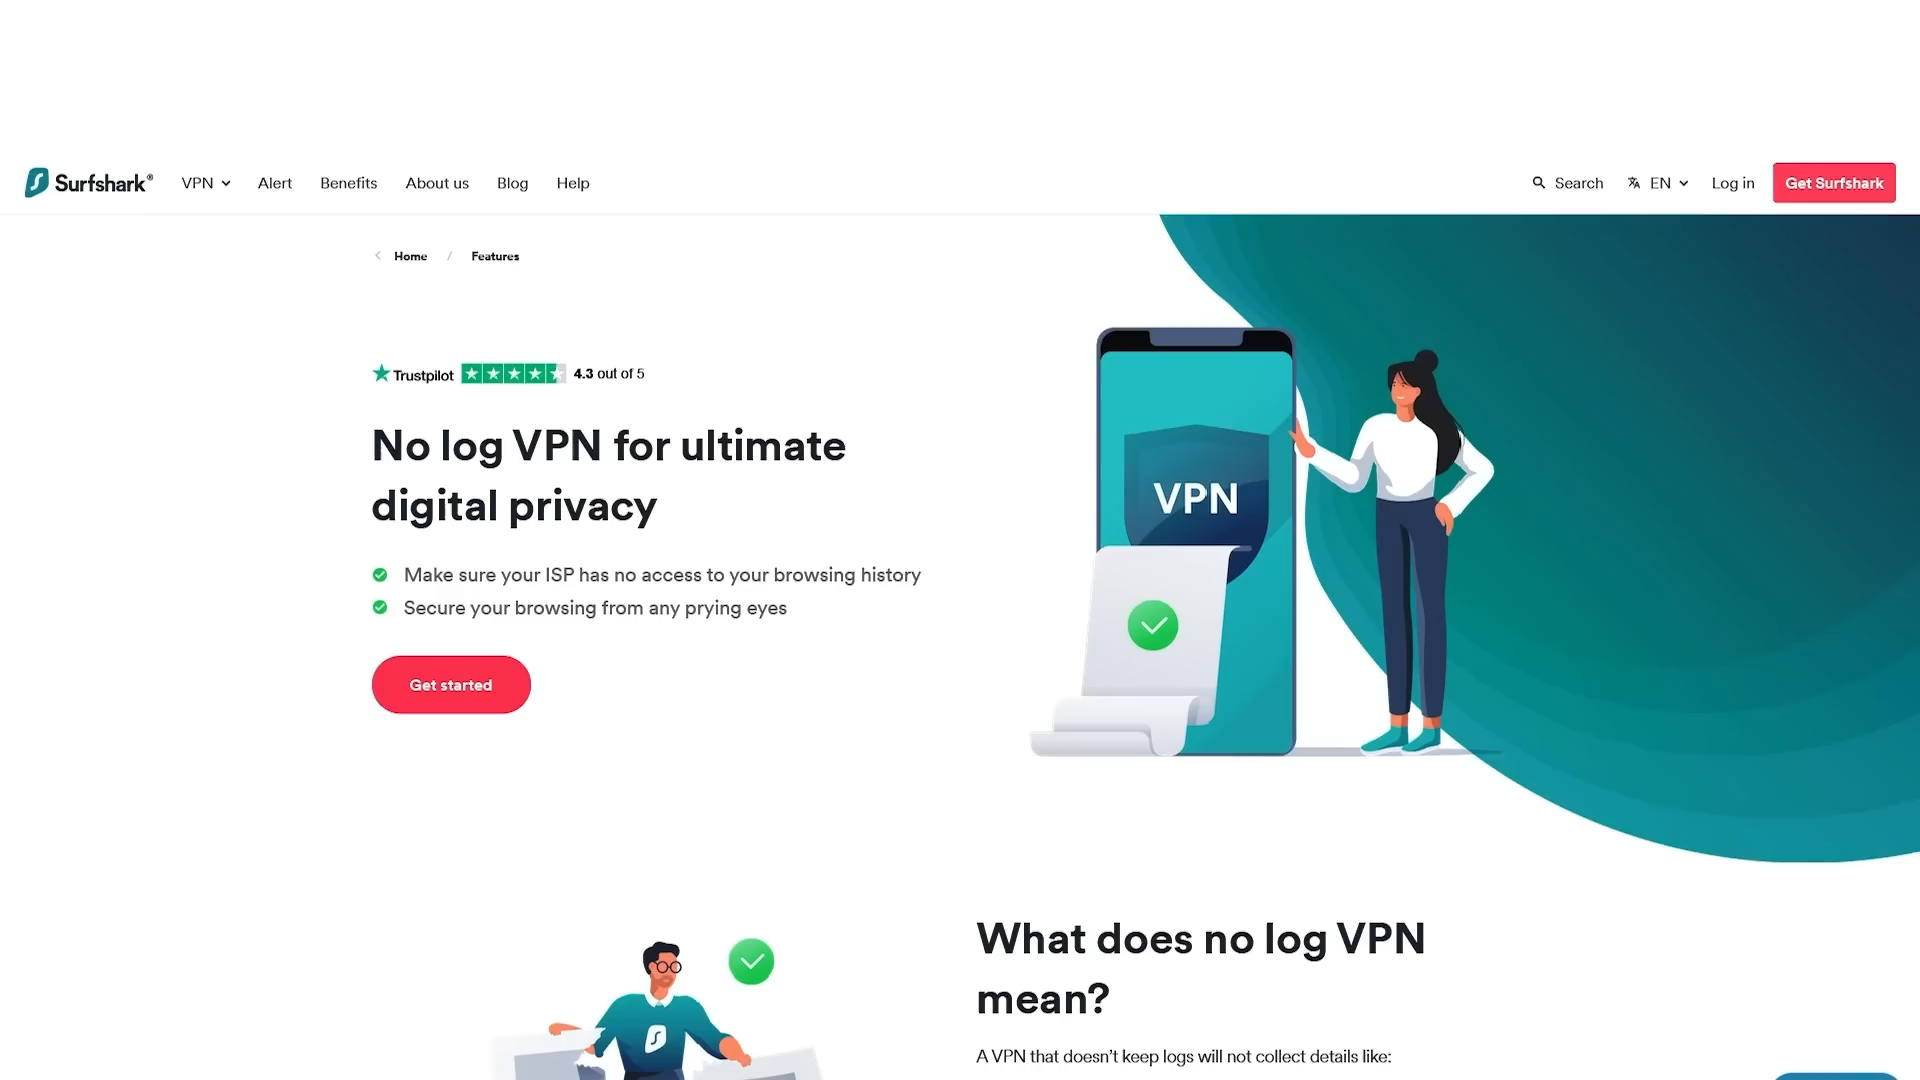 Surfshark®
VPN
Alert
Benefits
About us
Blog
Help
Search
EN
Log in
Get Surfshark
Home / Features
Trustpilot 4.3 out of 5
No log VPN for ultimate
digital privacy
Make sure your ISP has no access to your browsing history
Secure your browsing from any prying eyes
Get started
VPN
What does no log VPN
mean?
A VPN that doesn’t keep logs will not collect details like: